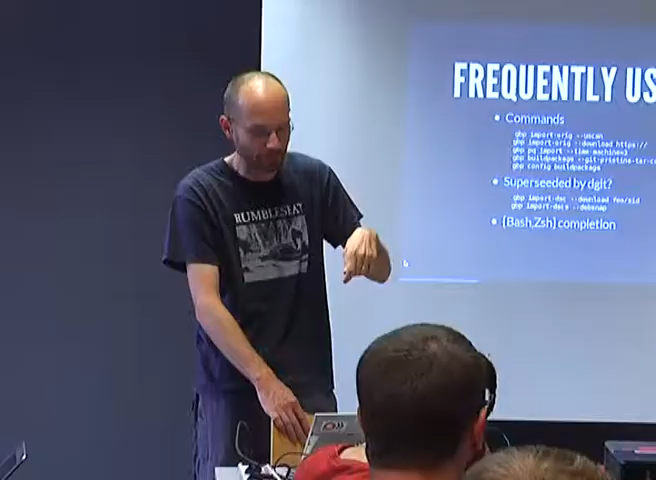 FREQUENTLY US
• Commands
gbp import-orig --uscan
gbp import-orig --download https://
gbp pq import --time-machine=3
gbp buildpackage --git-pristine-tar-c
gbp config buildpackage
• Superseeded by dgit?
gbp import-dsc --download foo/sid
gbp import-dscs --debsnap
• {Bash,Zsh} completion
RUMBLESEAT